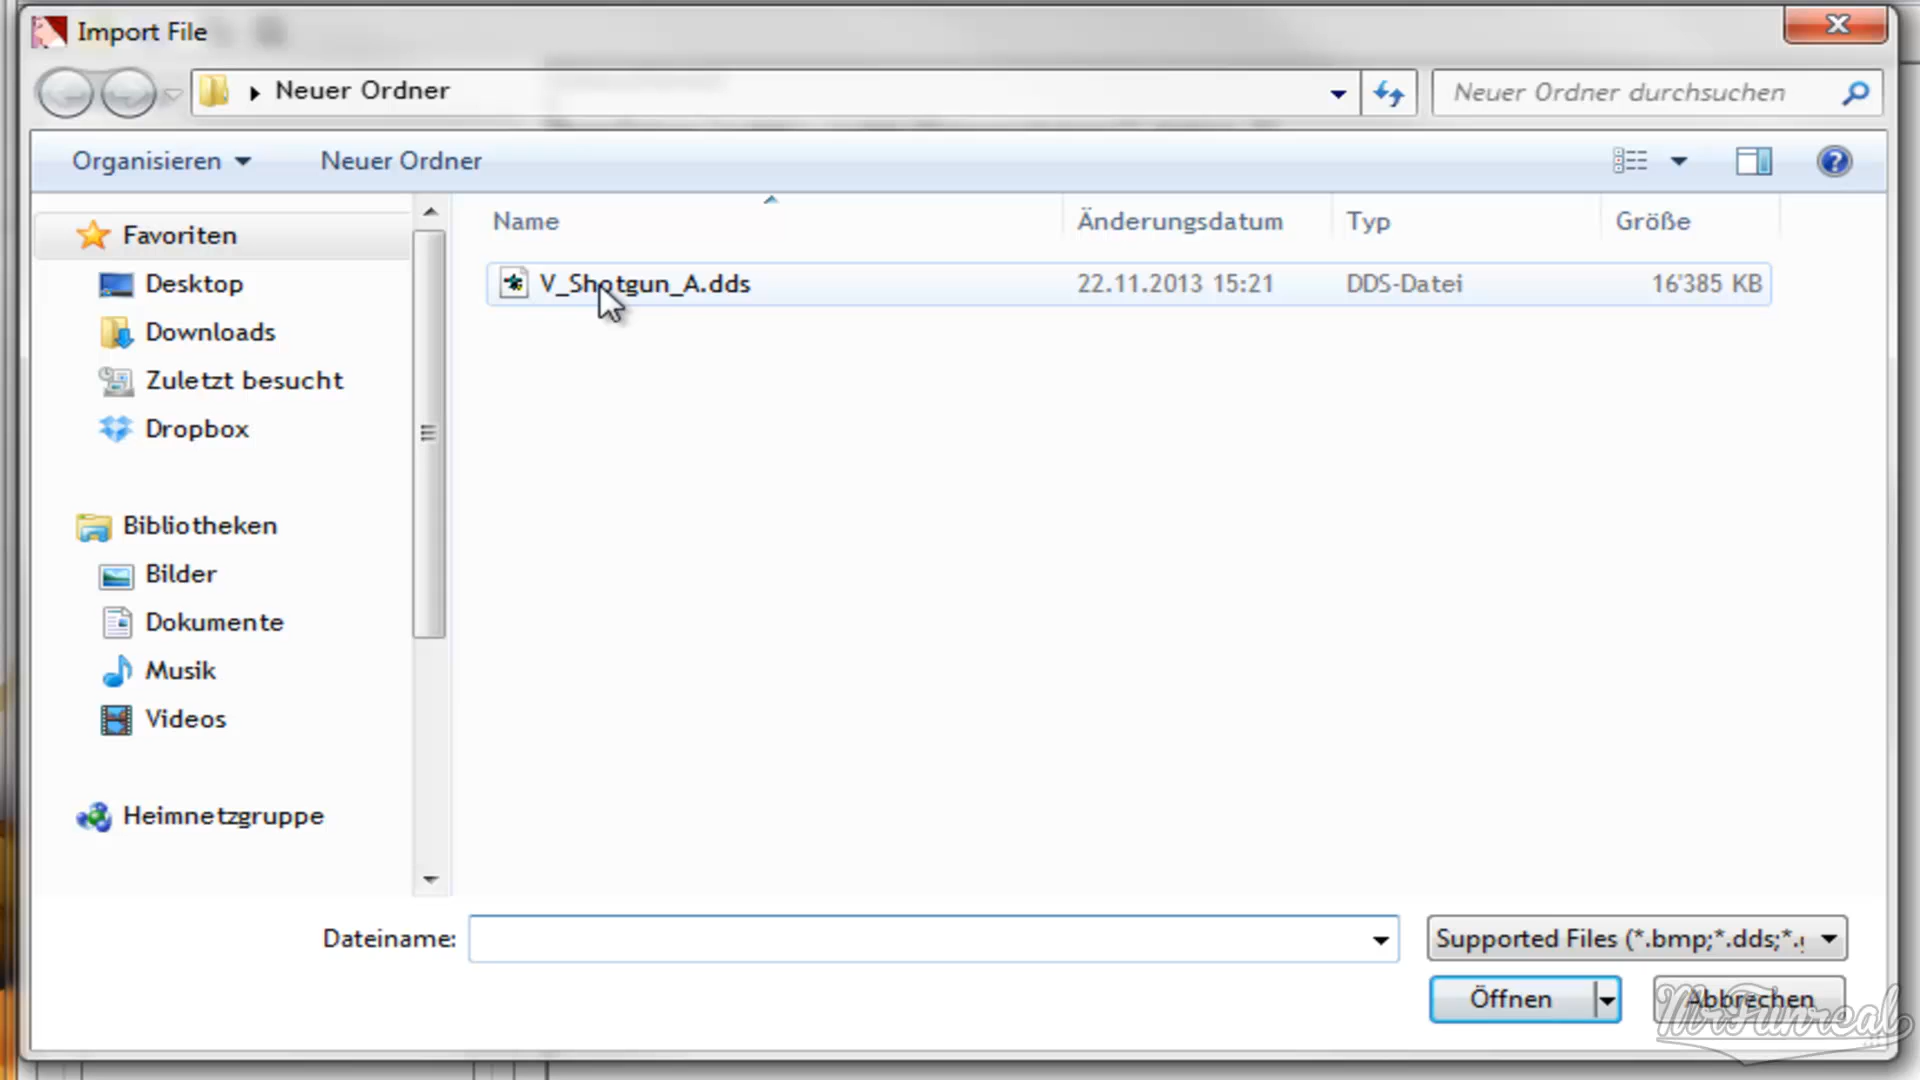 Import File
Neuer Ordner
Neuer Ordner durchsuchen
Organisieren
Neuer Ordner
Name
Änderungsdatum
Typ
Größe
V_Shotgun_A.dds
22.11.2013 15:21
DDS-Datei
16'385 KB
Favoriten
Desktop
Downloads
Zuletzt besucht
Dropbox
Bibliotheken
Bilder
Dokumente
Musik
Videos
Heimnetzgruppe
Dateiname:
Supported Files (*.bmp;*.dds;*.
Öffnen
Abbrechen
MrFunreal